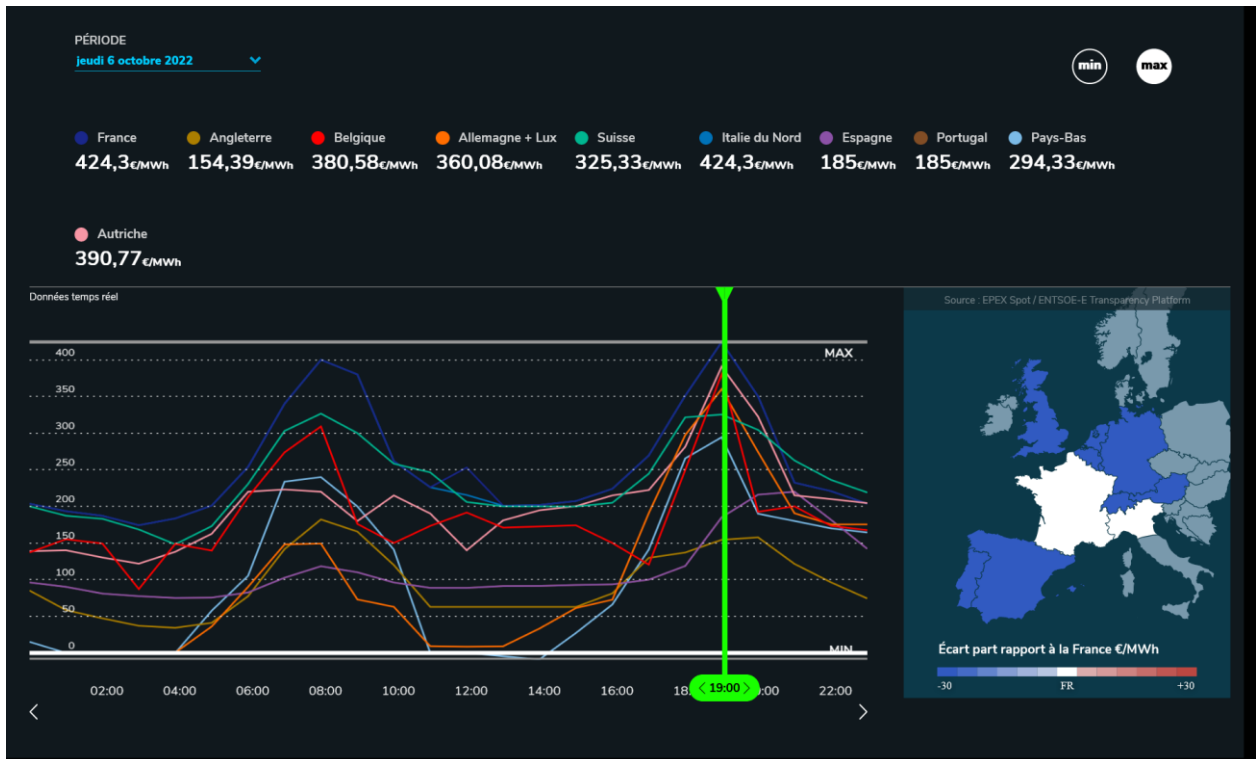 PÉRIODE
jeudi 6 octobre 2022
min max
France Angleterre Belgique Allemagne + Lux Suisse Italie du Nord Espagne Portugal Pays-Bas
424,3€/MWh 154,39€/MWh 380,58€/MWh 360,08€/MWh 325,33€/MWh 424,3€/MWh 185€/MWh 185€/MWh 294,33€/MWh
Autriche
390,77€/MWh
Données temps réel
Source : EPEX Spot / ENTSOE-E Transparency Platform
MAX
400
350
300
250
200
150
100
50
0
MIN
02:00 04:00 06:00 08:00 10:00 12:00 14:00 16:00 18: < 19:00 > :00 22:00
< >
Écart part rapport à la France €/MWh
-30 FR +30